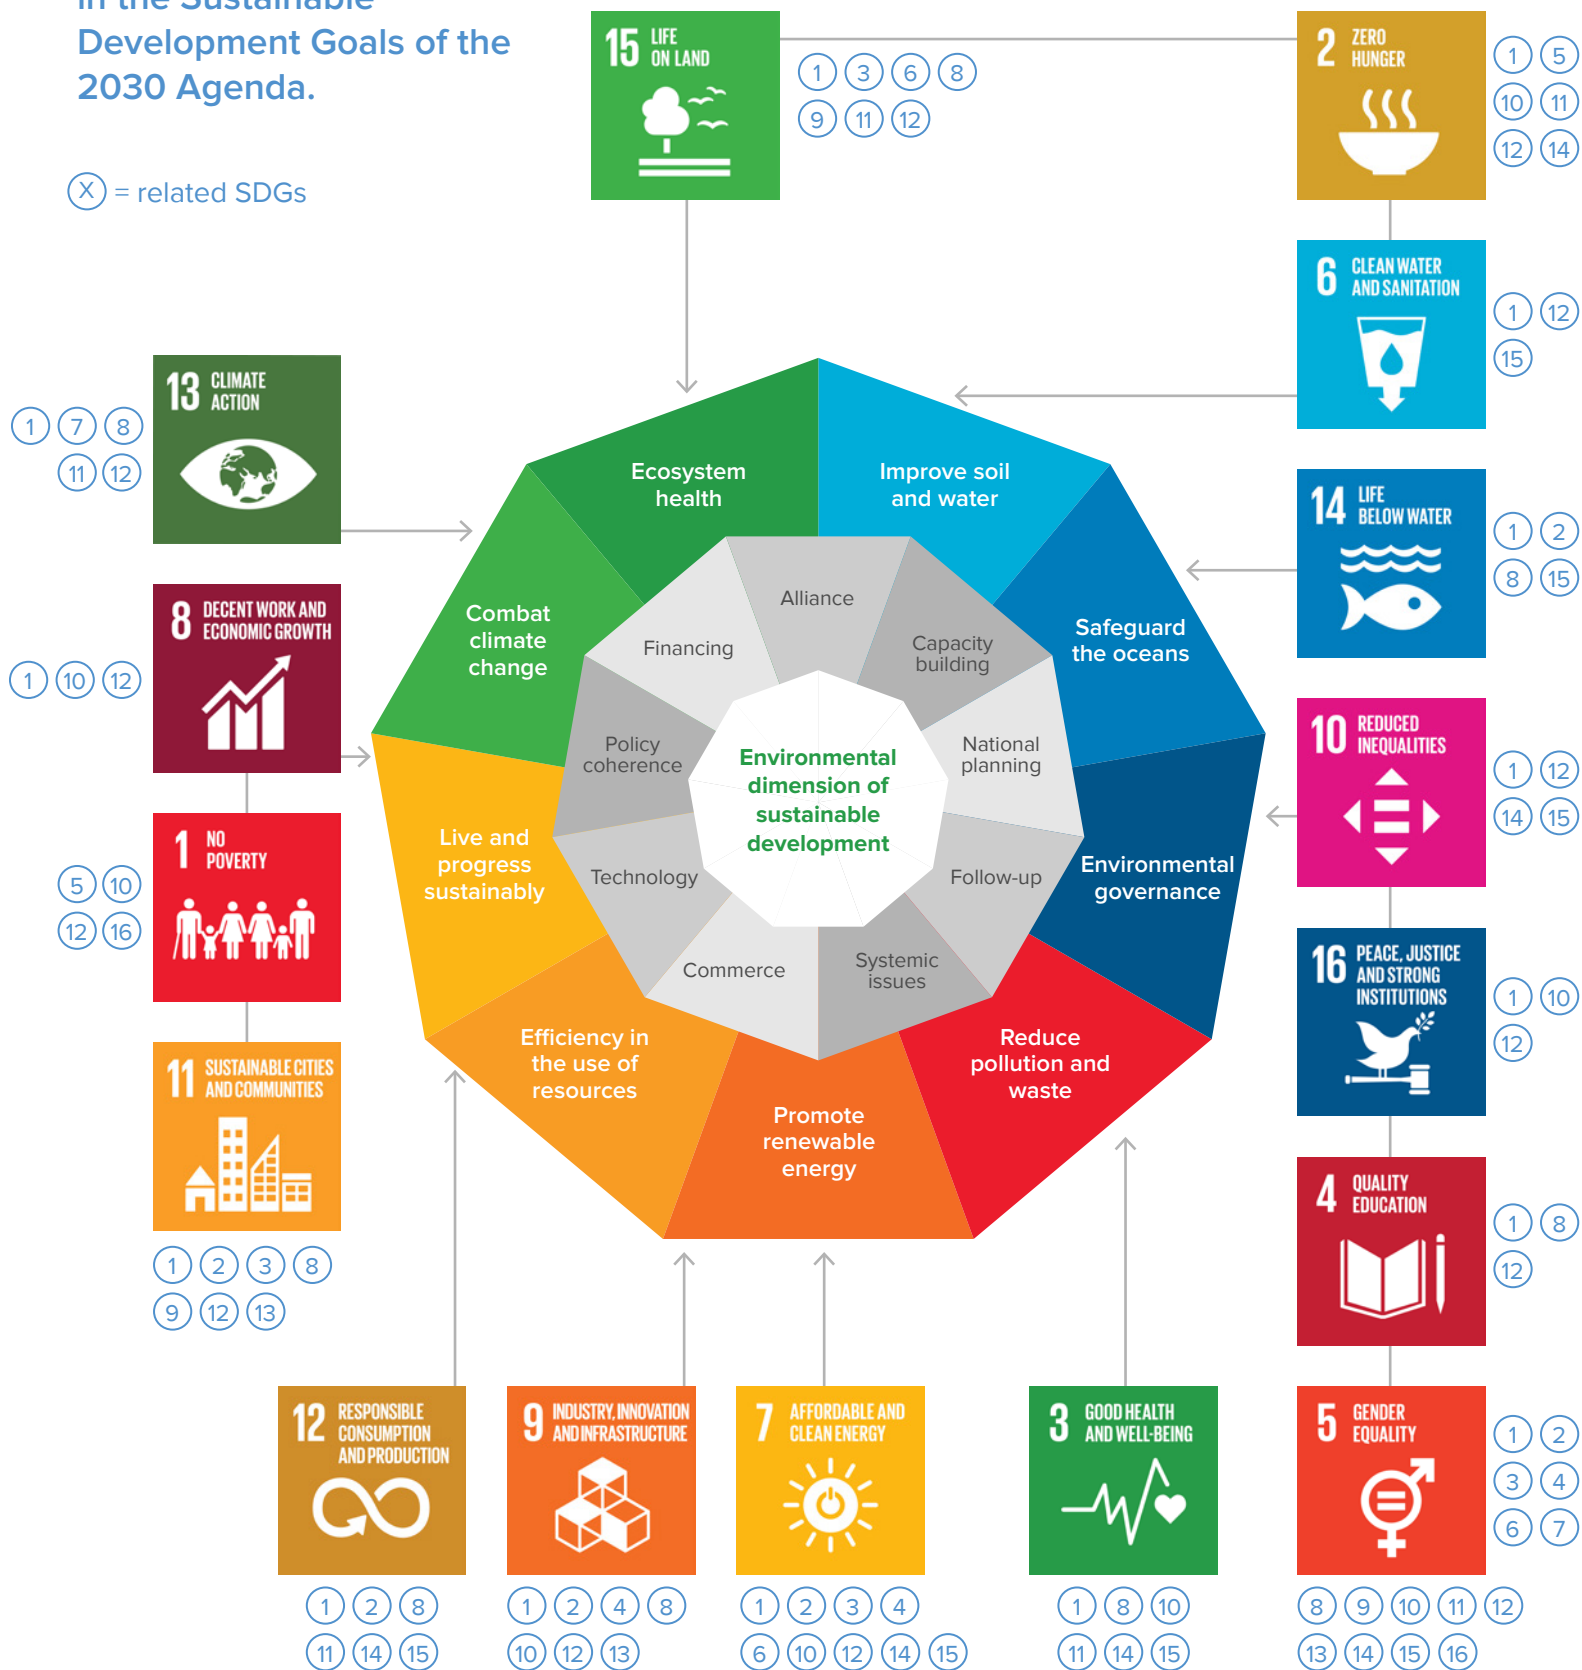 in the Sustainable
Development Goals of the
2030 Agenda.
X = related SDGs
15 LIFE
ON LAND
1 3 6 8
9 11 12
2 ZERO
HUNGER
1 5
10 11
12 14
6 CLEAN WATER
AND SANITATION
1 12
15
13 CLIMATE
ACTION
1 7 8
11 12
14 LIFE
BELOW WATER
1 2
8 15
8 DECENT WORK AND
ECONOMIC GROWTH
1 10 12
10 REDUCED
INEQUALITIES
1 12
14 15
1 NO
POVERTY
5 10
12 16
16 PEACE, JUSTICE
AND STRONG
INSTITUTIONS
1 10
12
11 SUSTAINABLE CITIES
AND COMMUNITIES
1 2 3 8
9 12 13
4 QUALITY
EDUCATION
1 8
12
Ecosystem
health
Improve soil
and water
Combat
climate
change
Safeguard
the oceans
Live and
progress
sustainably
Environmental
governance
Efficiency in
the use of
resources
Promote
renewable
energy
Reduce
pollution and
waste
Alliance
Financing
Capacity
building
Policy
coherence
National
planning
Technology
Follow-up
Commerce
Systemic
issues
Environmental
dimension of
sustainable
development
12 RESPONSIBLE
CONSUMPTION
AND PRODUCTION
1 2 8
11 14 15
9 INDUSTRY, INNOVATION
AND INFRASTRUCTURE
1 2 4 8
10 12 13
7 AFFORDABLE AND
CLEAN ENERGY
1 2 3 4
6 10 12 14 15
3 GOOD HEALTH
AND WELL-BEING
1 8 10
11 14 15
5 GENDER
EQUALITY
1 2
3 4
6 7
8 9 10 11 12
13 14 15 16